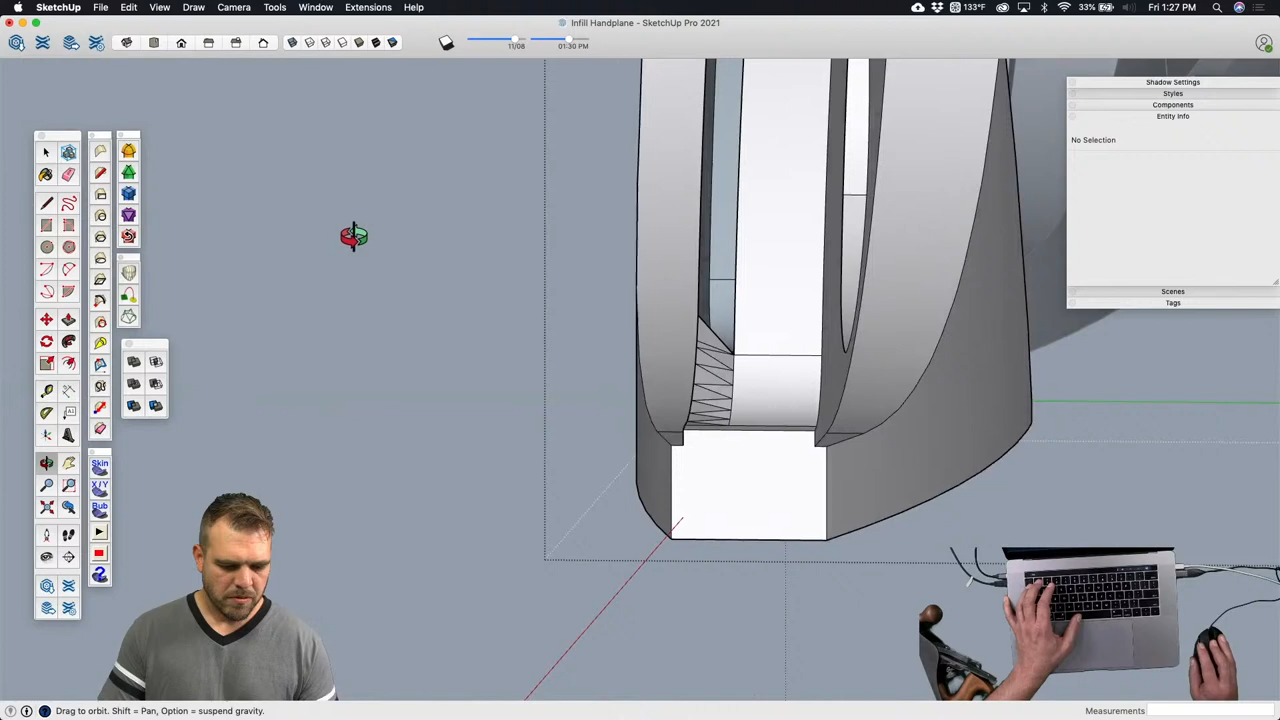 SketchUp File Edit View Draw Camera Tools Window Extensions Help 133°F 33% Fri 1:27 PM
Infill Handplane - SketchUp Pro 2021
11/08 01:30 PM
Shadow Settings
Styles
Components
Entity Info
No Selection
Scenes
Tags
A1
Skin
X/Y
Bub
Drag to orbit. Shift = Pan, Option = suspend gravity. Measurements